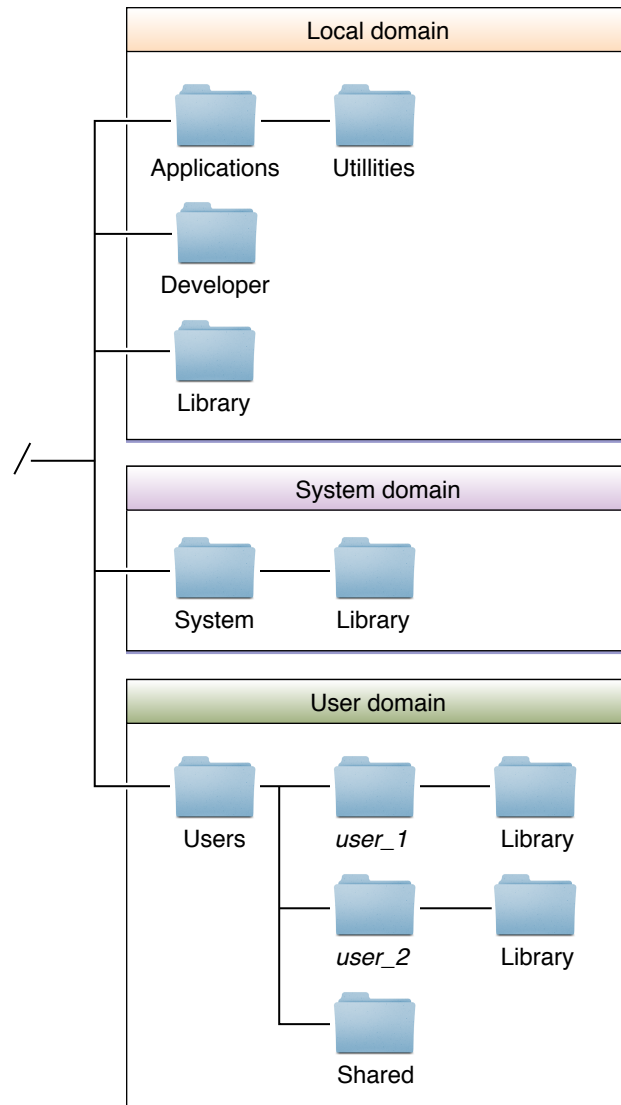 Local domain
Applications
Utillities
Developer
Library
/
System domain
System
Library
User domain
Users
user_1
Library
user_2
Library
Shared